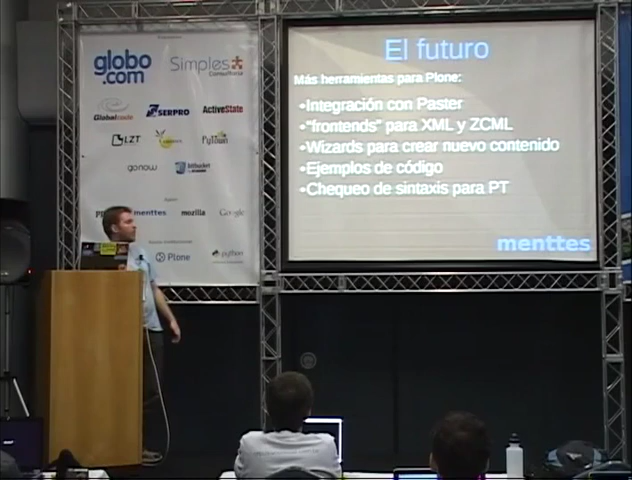 globo
.com
Simples
Consultoria
Globalcode
SERPRO
ActiveState
LZT
Python
gonow
bitbucket
menttes
mozilla
Google
Plone
python
El futuro
Más herramientas para Plone:
•Integración con Paster
•"frontends" para XML y ZCML
•Wizards para crear nuevo contenido
•Ejemplos de código
•Chequeo de sintaxis para PT
menttes